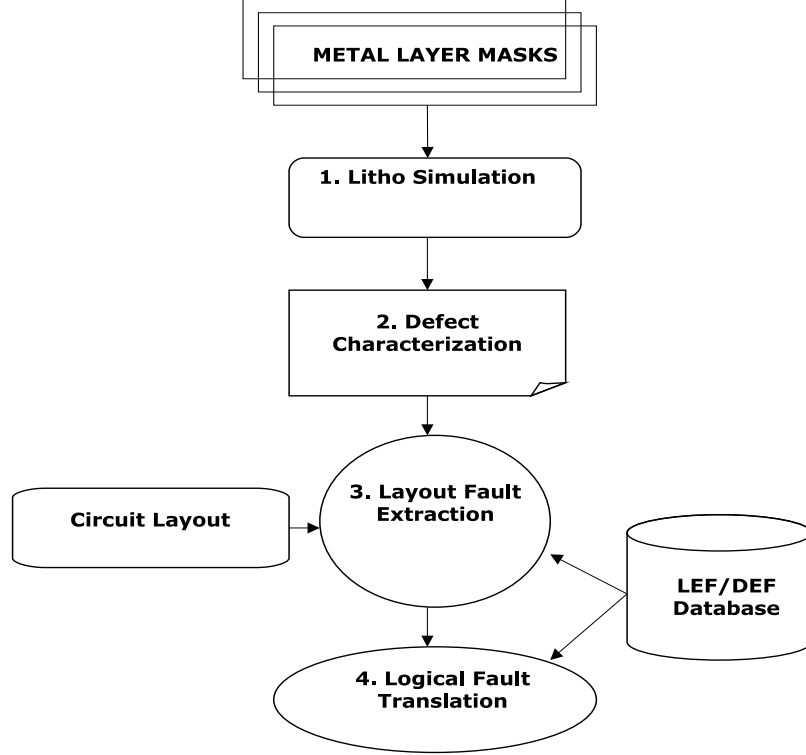 METAL LAYER MASKS
1. Litho Simulation
2. Defect
Characterization
3. Layout Fault
Extraction
Circuit Layout
LEF/DEF
Database
4. Logical Fault
Translation